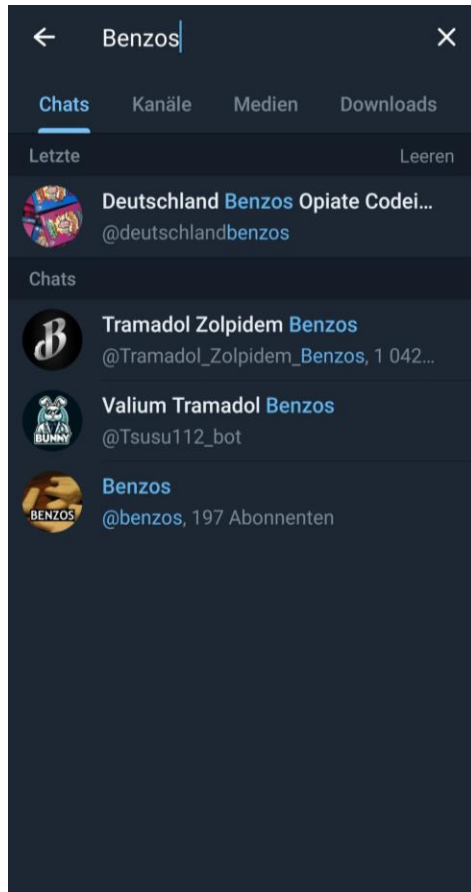 Benzos
Chats Kanäle Medien Downloads
Letzte Leeren
Deutschland Benzos Opiate Codei...
@deutschlandbenzos
Chats
B
Tramadol Zolpidem Benzos
@Tramadol_Zolpidem_Benzos, 1 042...
BUNNY
Valium Tramadol Benzos
@Tsusu112_bot
BENZOS
Benzos
@benzos, 197 Abonnenten